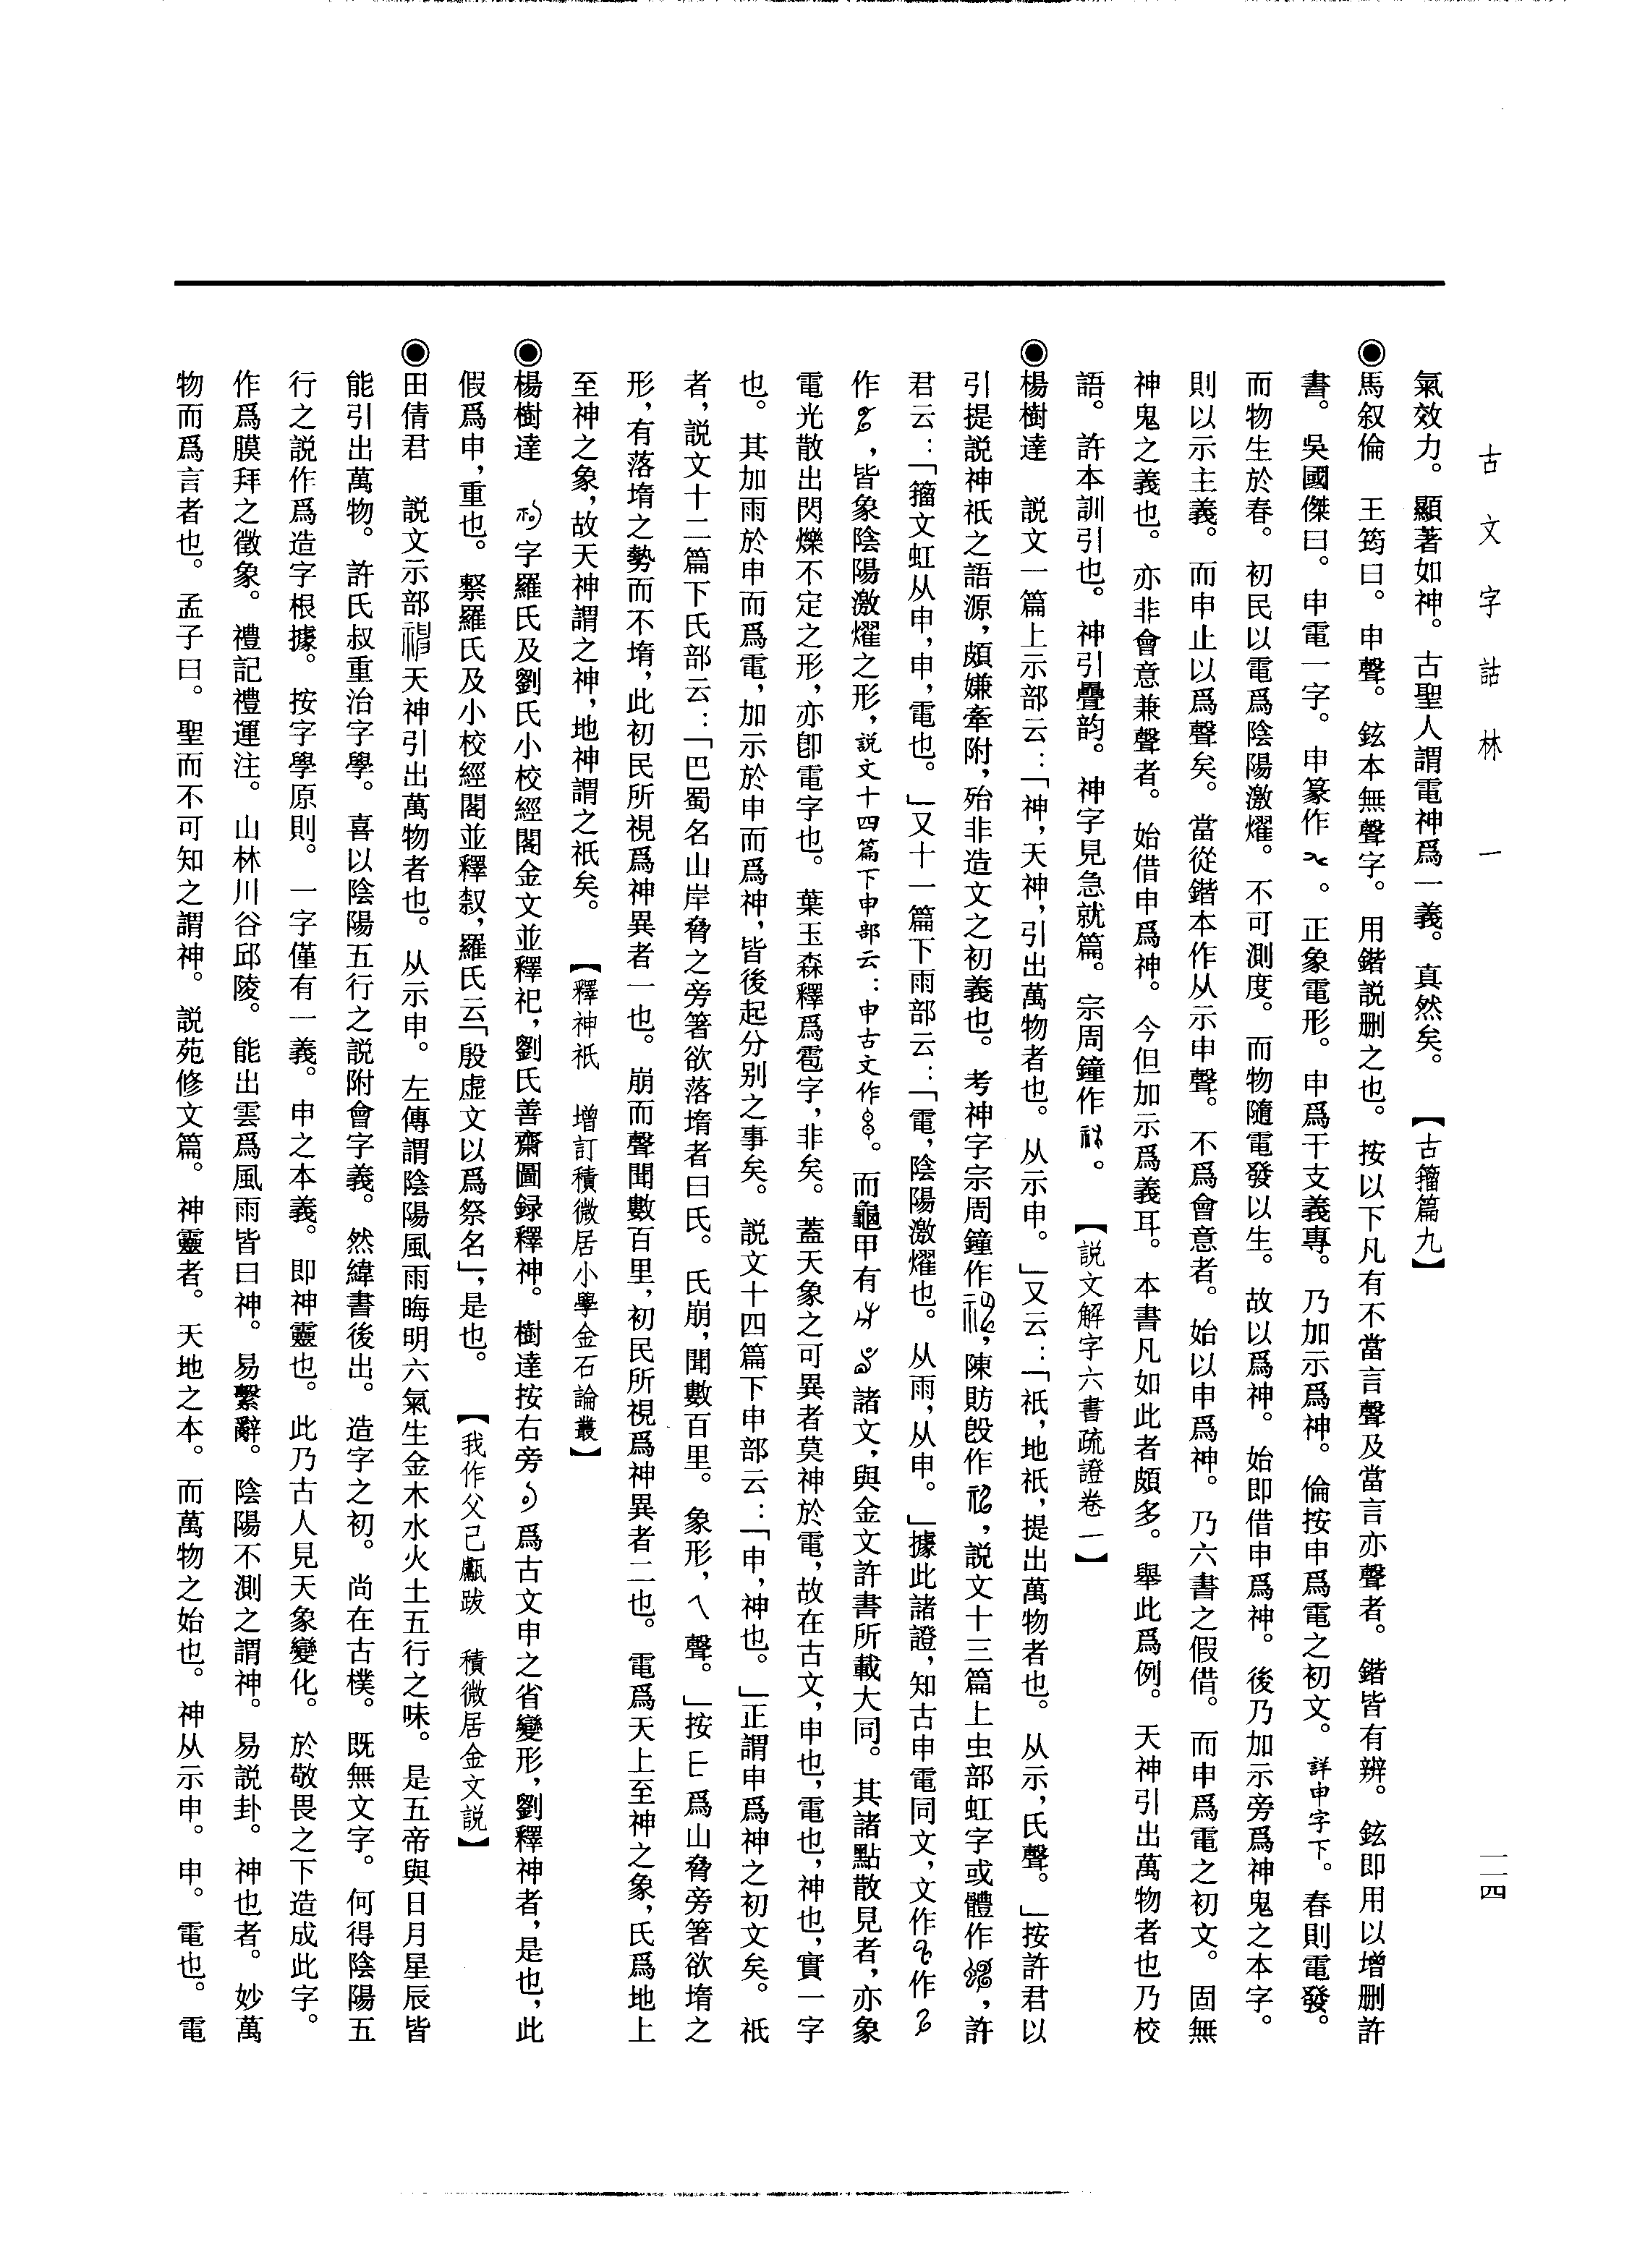 古文字詁林 一
一一四
氣效力。顯著如神。古聖人謂電神爲一義。真然矣。 【古籀篇九】
◉馬叙倫 王筠曰。申聲。鉉本無聲字。用鍇説删之也。按以下凡有不當言聲及當言亦聲者。鍇皆有辨。鉉即用以增删許
書。吳國傑曰。申電一字。申篆作 。正象電形。申爲干支義專。乃加示爲神。倫按申爲電之初文。詳申字下。春則電發。
而物生於春。初民以電爲陰陽激燿。不可測度。而物隨電發以生。故以爲神。始即借申爲神。後乃加示旁爲神鬼之本字。
則以示主義。而申止以爲聲矣。當從鍇本作从示申聲。不爲會意者。始以申爲神。乃六書之假借。而申爲電之初文。固無
神鬼之義也。亦非會意兼聲者。始借申爲神。今但加示爲義耳。本書凡如此者頗多。舉此爲例。天神引出萬物者也乃校
語。許本訓引也。神引疊韵。神字見急就篇。宗周鐘作 。 【説文解字六書疏證卷一】
◉楊樹達 説文一篇上示部云：「神，天神，引出萬物者也。从示申。」又云：「祇，地祇，提出萬物者也。从示，氏聲。」按許君以
引提説神祇之語源，頗嫌牽附，殆非造文之初義也。考神字宗周鐘作 ，陳肪𣪘作 ，説文十三篇上虫部虹字或體作 ，許
君云：「籀文虹从申，申，電也。」又十一篇下雨部云：「電，陰陽激燿也。从雨，从申。」據此諸證，知古申電同文，文作 作
作 ，皆象陰陽激燿之形，説文十四篇下申部云：申古文作 。而龜甲有 諸文，與金文許書所載大同。其諸點散見者，亦象
電光散出閃爍不定之形，亦卽電字也。葉玉森釋爲雹字，非矣。蓋天象之可異者莫神於電，故在古文，申也，電也，神也，實一字
也。其加雨於申而爲電，加示於申而爲神，皆後起分别之事矣。説文十四篇下申部云：「申，神也。」正謂申爲神之初文矣。祇
者，説文十二篇下氏部云：「巴蜀名山岸脅之旁箸欲落墮者曰氏。氏崩，聞數百里。象形，乁聲。」按 爲山脅旁箸欲墮之
形，有落墮之勢而不墮，此初民所視爲神異者一也。崩而聲聞數百里，初民所視爲神異者二也。電爲天上至神之象，氏爲地上
至神之象，故天神謂之神，地神謂之祇矣。 【釋神祇 增訂積微居小學金石論叢】
◉楊樹達 字羅氏及劉氏小校經閣金文並釋祀，劉氏善齋圖録釋神。樹達按右旁 爲古文申之省變形，劉釋神者，是也，此
假爲申，重也。 羅氏及小校經閣並釋叙，羅氏云「殷虛文以爲祭名」，是也。 【我作父己甗跋 積微居金文説】
◉田倩君 説文示部 天神引出萬物者也。从示申。左傳謂陰陽風雨晦明六氣生金木水火土五行之味。是五帝與日月星辰皆
能引出萬物。許氏叔重治字學。喜以陰陽五行之説附會字義。然緯書後出。造字之初。尚在古樸。既無文字。何得陰陽五
行之説作爲造字根據。按字學原則。一字僅有一義。申之本義。即神靈也。此乃古人見天象變化。於敬畏之下造成此字。
作爲膜拜之徵象。禮記禮運注。山林川谷邱陵。能出雲爲風雨皆曰神。易繫辭。陰陽不測之謂神。易説卦。神也者。妙萬
物而爲言者也。孟子曰。聖而不可知之謂神。説苑修文篇。神靈者。天地之本。而萬物之始也。神从示申。申。電也。電